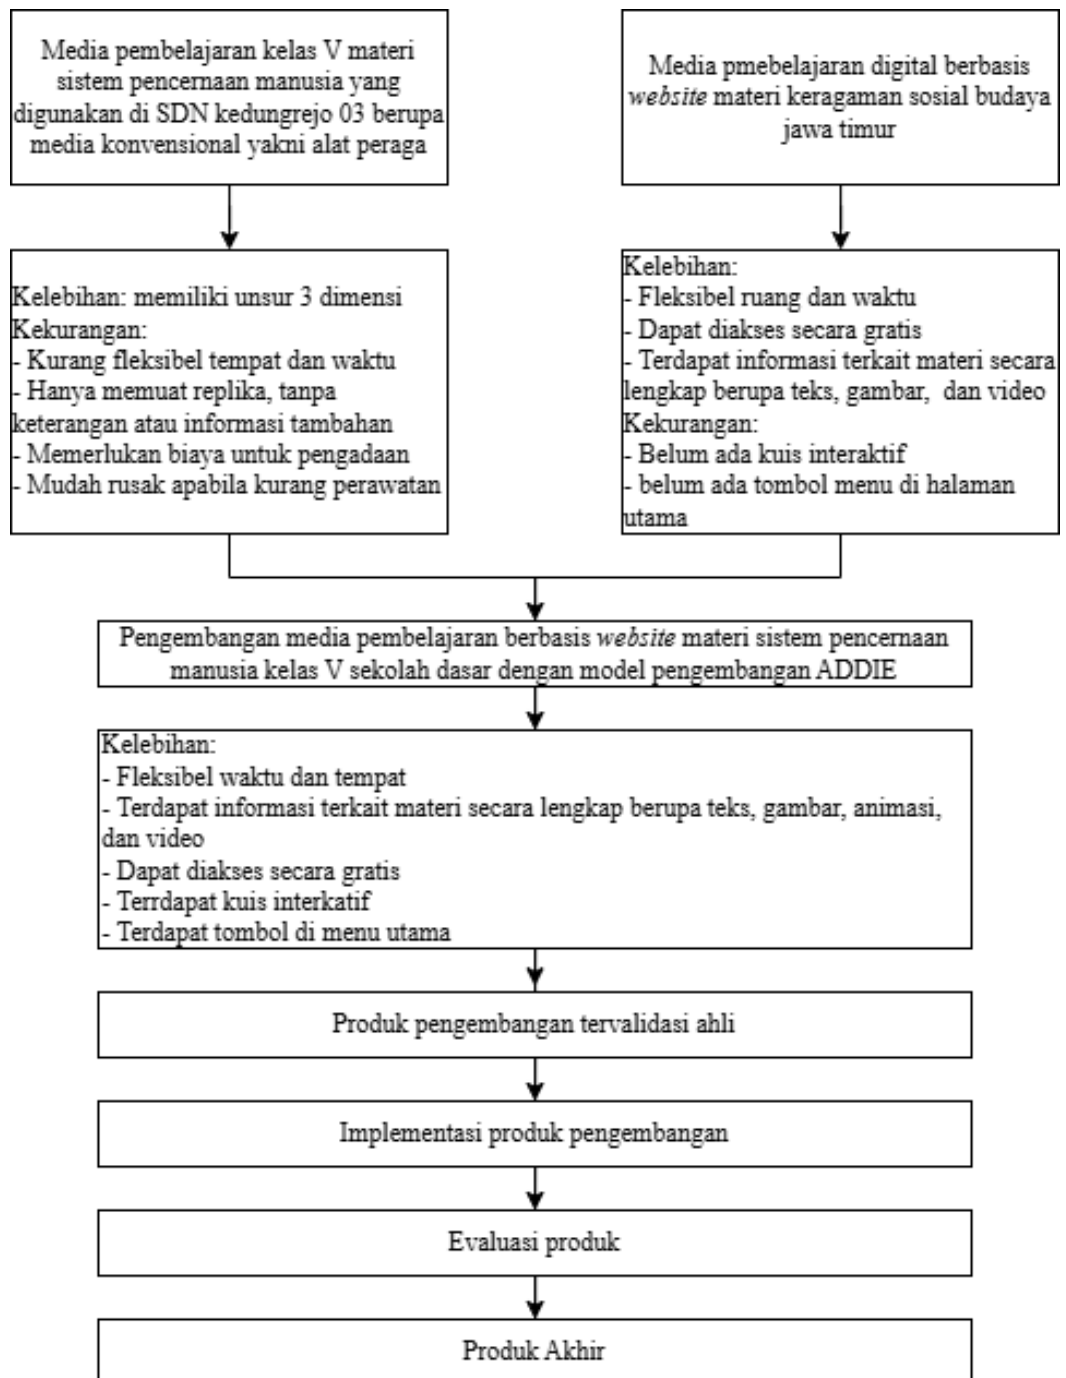 Media pembelajaran kelas V materi
sistem pencernaan manusia yang
digunakan di SDN kedungrejo 03 berupa
media konvensional yakni alat peraga
Media pmebelajaran digital berbasis
website materi keragaman sosial budaya
jawa timur
Kelebihan: memiliki unsur 3 dimensi
Kekurangan:
- Kurang fleksibel tempat dan waktu
- Hanya memuat replika, tanpa
keterangan atau informasi tambahan
- Memerlukan biaya untuk pengadaan
- Mudah rusak apabila kurang perawatan
Kelebihan:
- Fleksibel ruang dan waktu
- Dapat diakses secara gratis
- Terdapat informasi terkait materi secara
lengkap berupa teks, gambar, dan video
Kekurangan:
- Belum ada kuis interaktif
- belum ada tombol menu di halaman
utama
Pengembangan media pembelajaran berbasis website materi sistem pencernaan
manusia kelas V sekolah dasar dengan model pengembangan ADDIE
Kelebihan:
- Fleksibel waktu dan tempat
- Terdapat informasi terkait materi secara lengkap berupa teks, gambar, animasi,
dan video
- Dapat diakses secara gratis
- Terrdapat kuis interkatif
- Terdapat tombol di menu utama
Produk pengembangan tervalidasi ahli
Implementasi produk pengembangan
Evaluasi produk
Produk Akhir